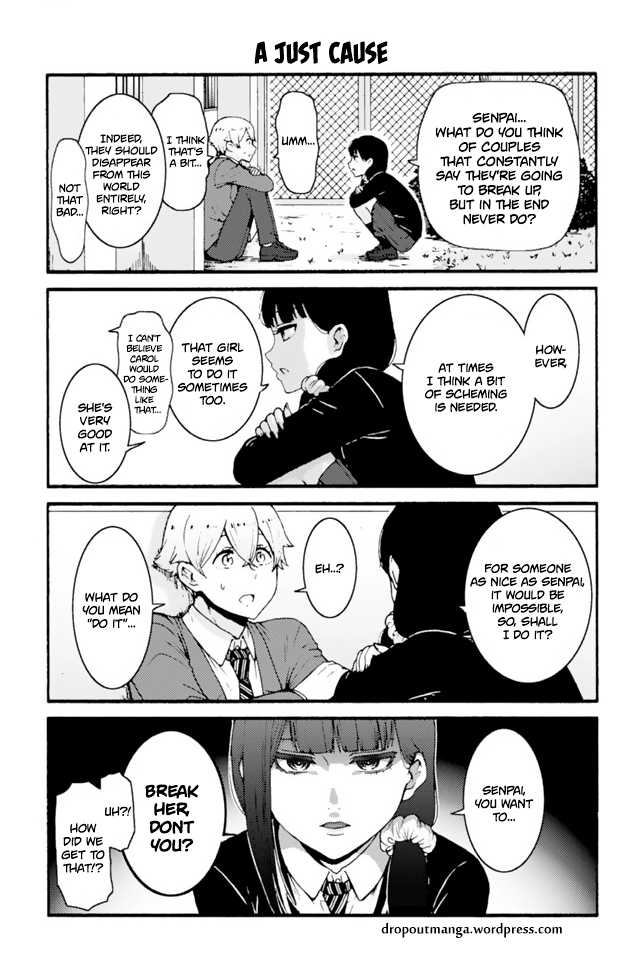 A JUST CAUSE
SENPAI...
WHAT DO YOU THINK
OF COUPLES
THAT CONSTANTLY
SAY THEY'RE GOING
TO BREAK UP,
BUT IN THE END
NEVER DO?
UMM...
I THINK
THAT'S
A BIT...
INDEED,
THEY SHOULD
DISAPPEAR
FROM THIS
WORLD
ENTIRELY,
RIGHT?
NOT
THAT
BAD...
HOW-
EVER,
AT TIMES
I THINK A BIT
OF SCHEMING
IS NEEDED.
THAT GIRL
SEEMS
TO DO IT
SOMETIMES
TOO.
I CAN'T
BELIEVE
CAROL
WOULD
DO SOME-
THING
LIKE
THAT...
SHE'S
VERY
GOOD
AT IT.
FOR SOMEONE
AS NICE AS SENPAI,
IT WOULD BE
IMPOSSIBLE,
SO, SHALL
I DO IT?
EH..?
WHAT DO
YOU MEAN
"DO IT"...
SENPAI,
YOU WANT
TO...
BREAK
HER,
DONT
YOU?
UH?!
HOW
DID WE
GET TO
THAT!?
dropoutmanga.wordpress.com